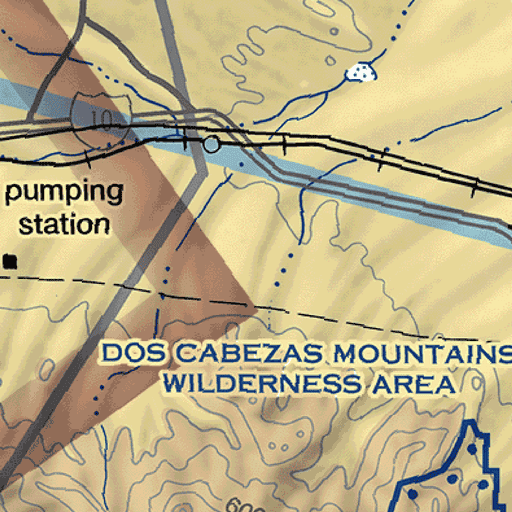 10
pumping
station
DOS CABEZAS MOUNTAINS
WILDERNESS AREA